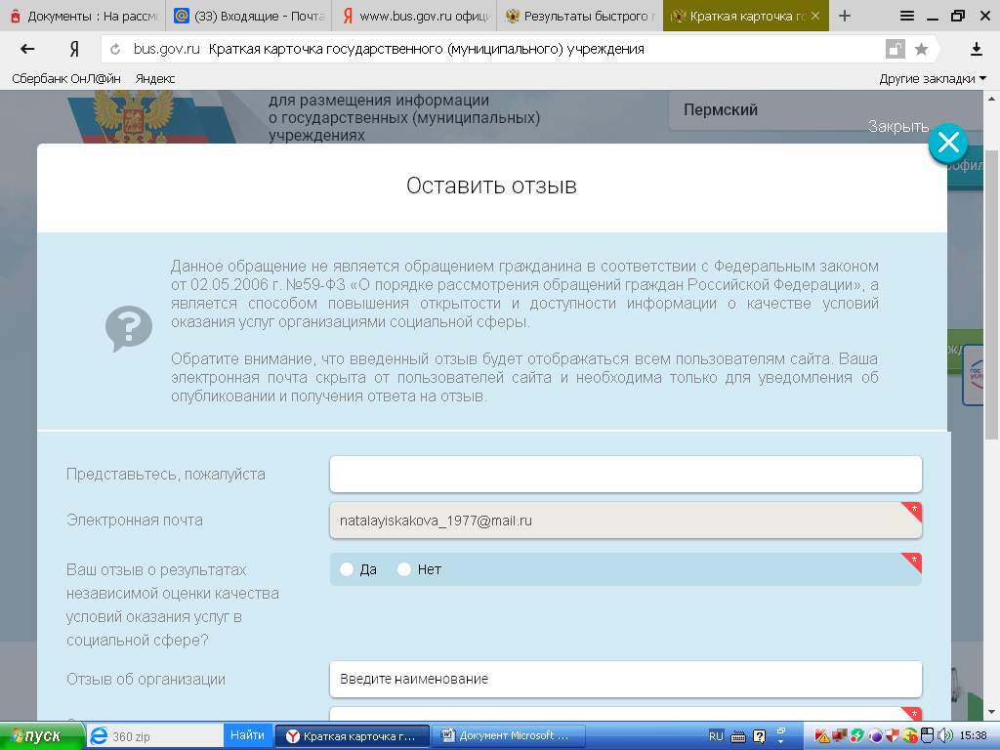 Документы : На рассмо
(33) Входящие - Почта
www.bus.gov.ru официа
Результаты быстрого п
Краткая карточка го
bus.gov.ru Краткая карточка государственного (муниципального) учреждения
Сбербанк ОнЛ@йн Яндекс
Другие закладки
для размещения информации
о государственных (муниципальных)
учреждениях
Пермский
Закрыть
Оставить отзыв
Данное обращение не является обращением гражданина в соответствии с Федеральным законом
от 02.05.2006 г. №59-ФЗ «О порядке рассмотрения обращений граждан Российской Федерации», а
является способом повышения открытости и доступности информации о качестве условий
оказания услуг организациями социальной сферы.
Обратите внимание, что введенный отзыв будет отображаться всем пользователям сайта. Ваша
электронная почта скрыта от пользователей сайта и необходима только для уведомления об
опубликовании и получения ответа на отзыв.
Представьтесь, пожалуйста
Электронная почта
natalayiskakova_1977@mail.ru
*
Ваш отзыв о результатах
независимой оценки качества
условий оказания услуг в
социальной сфере?
Да Нет
*
Отзыв об организации
Введите наименование
*
пуск
360 zip
Найти
Краткая карточка г...
Документ Microsoft ...
RU
15:38